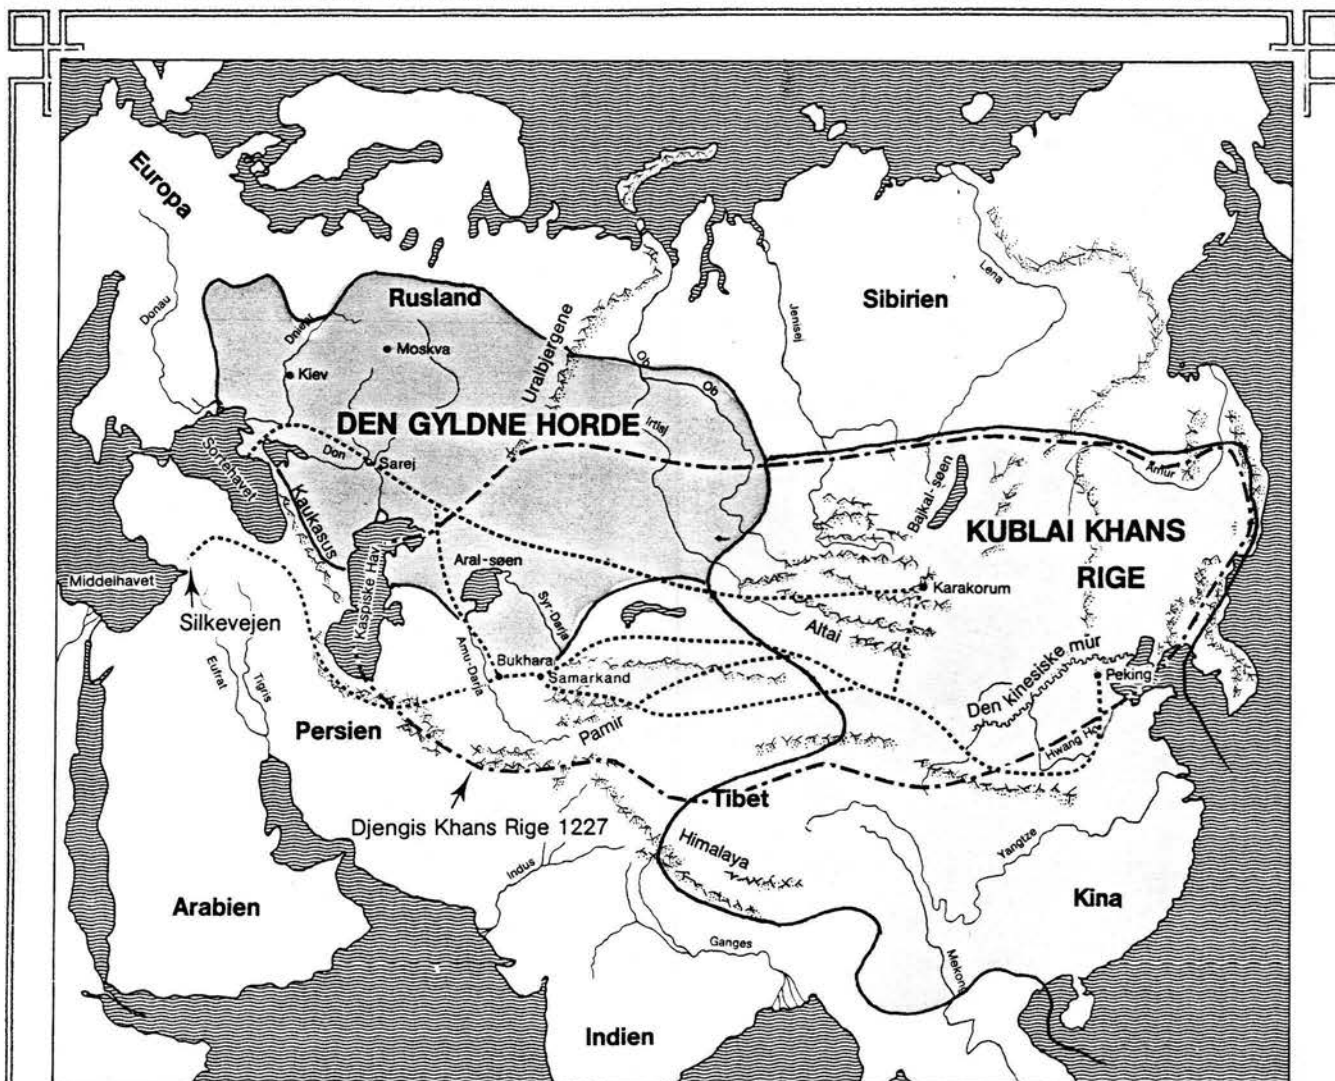 Europa
Donau
Rusland
Dniepr
Moskva
Kiev
Uralbjergene
Ob
Ob
Irtisj
Jenisej
Sibirien
Lena
DEN GYLDNE HORDE
Sortehavet
Don
Sarej
Kaukasus
Amur
Bajkal-søen
KUBLAI KHANS
RIGE
Aral-søen
Kaspiske Hav
Middelhavet
Silkevejen
Syr-Darja
Amu-Darja
Karakorum
Altai
Bukhara
Samarkand
Den kinesiske mur
Peking
Eufrat
Tigris
Persien
Pamir
Hwang Ho
Tibet
Djengis Khans Rige 1227
Himalaya
Indus
Yangtze
Arabien
Kina
Ganges
Mekong
Indien